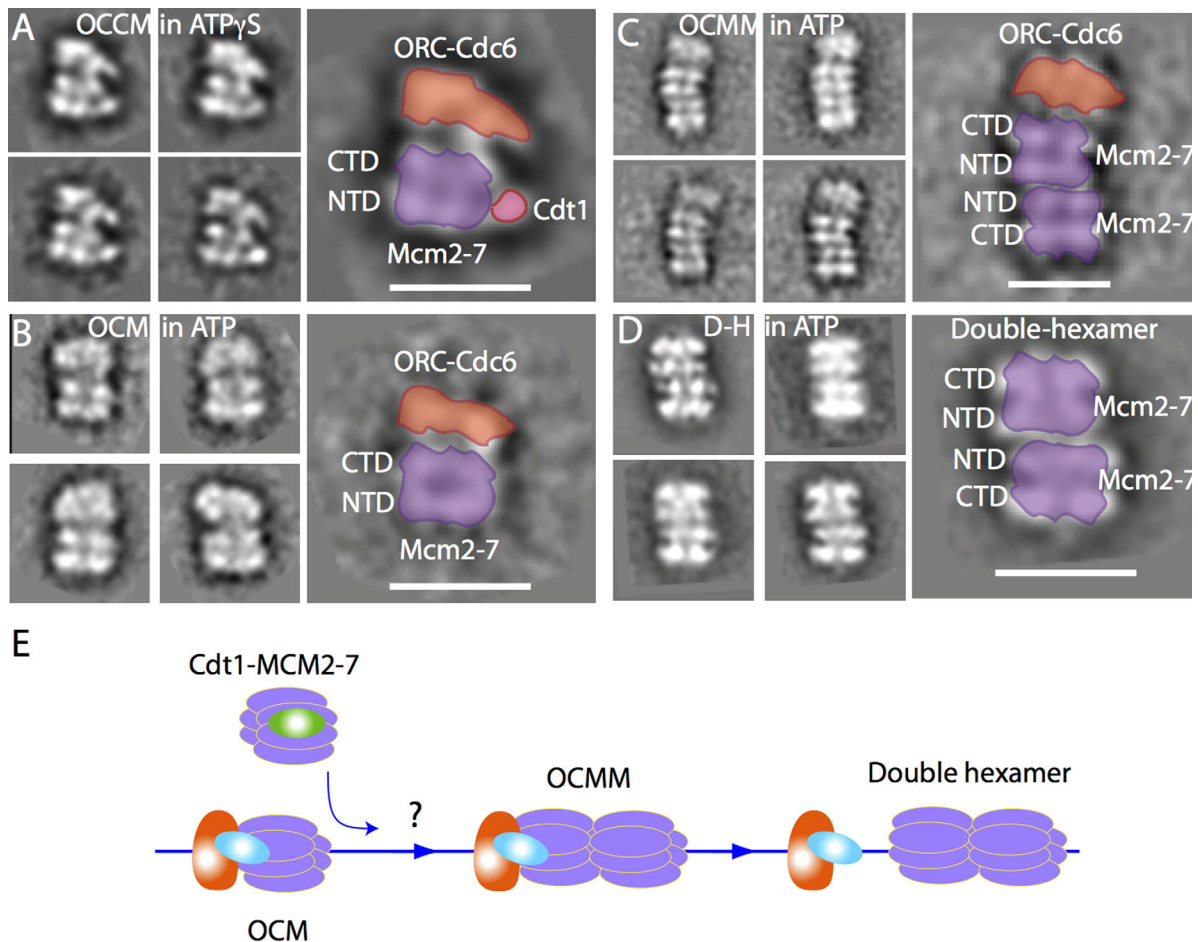 A
OCCM in ATPγS
ORC-Cdc6
CTD
NTD
Cdt1
Mcm2-7
B
OCM in ATP
ORC-Cdc6
CTD
NTD
Mcm2-7
C
OCMM in ATP
ORC-Cdc6
CTD
NTD
Mcm2-7
NTD
CTD
Mcm2-7
D
D-H in ATP
Double-hexamer
CTD
NTD
Mcm2-7
NTD
CTD
Mcm2-7
E
Cdt1-MCM2-7
OCM
?
OCMM
Double hexamer